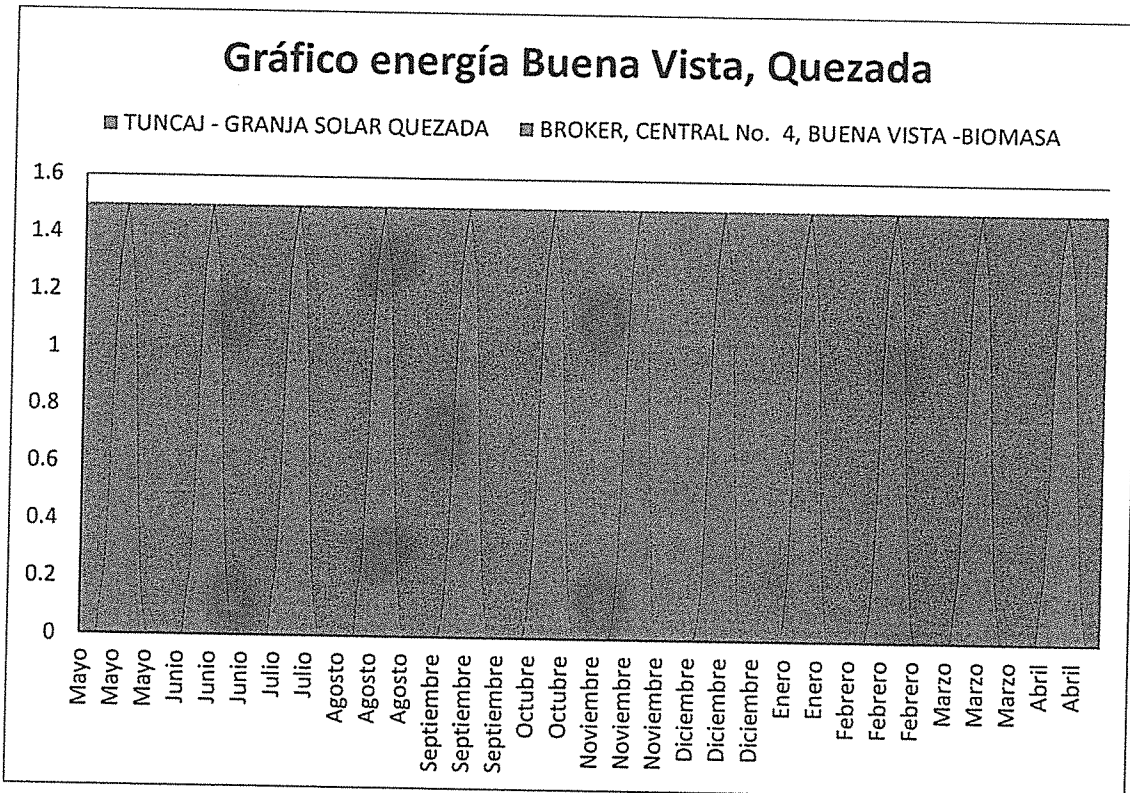 Gráfico energía Buena Vista, Quezada
TUNCAJ - GRANJA SOLAR QUEZADA BROKER, CENTRAL No. 4, BUENA VISTA -BIOMASA
1.6
1.4
1.2
1
0.8
0.6
0.4
0.2
0
Mayo
Mayo
Mayo
Junio
Junio
Junio
Julio
Julio
Agosto
Agosto
Agosto
Septiembre
Septiembre
Septiembre
Octubre
Octubre
Noviembre
Noviembre
Noviembre
Diciembre
Diciembre
Diciembre
Enero
Enero
Febrero
Febrero
Febrero
Marzo
Marzo
Marzo
Abril
Abril